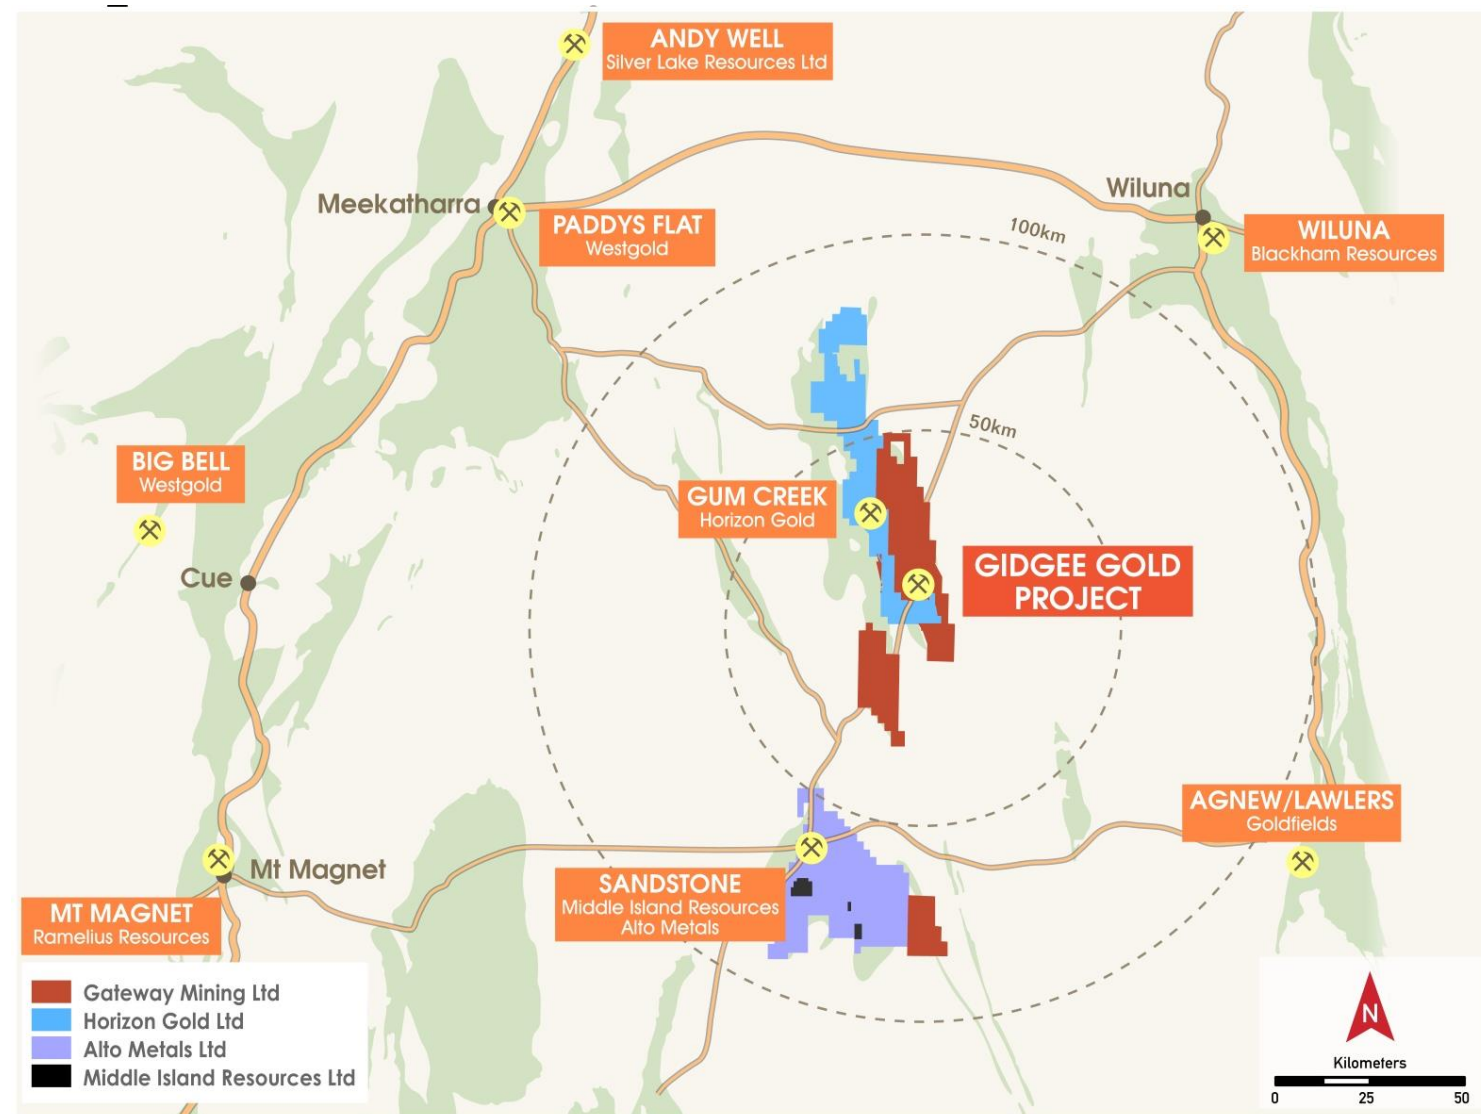 ANDY WELL
Silver Lake Resources Ltd
Meekatharra
PADDYS FLAT
Westgold
Wiluna
WILUNA
Blackham Resources
100km
50km
BIG BELL
Westgold
GUM CREEK
Horizon Gold
Cue
GIDGEE GOLD
PROJECT
AGNEW/LAWLERS
Goldfields
Mt Magnet
MT MAGNET
Ramelius Resources
SANDSTONE
Middle Island Resources
Alto Metals
Gateway Mining Ltd
Horizon Gold Ltd
Alto Metals Ltd
Middle Island Resources Ltd
N
Kilometers
0 25 50